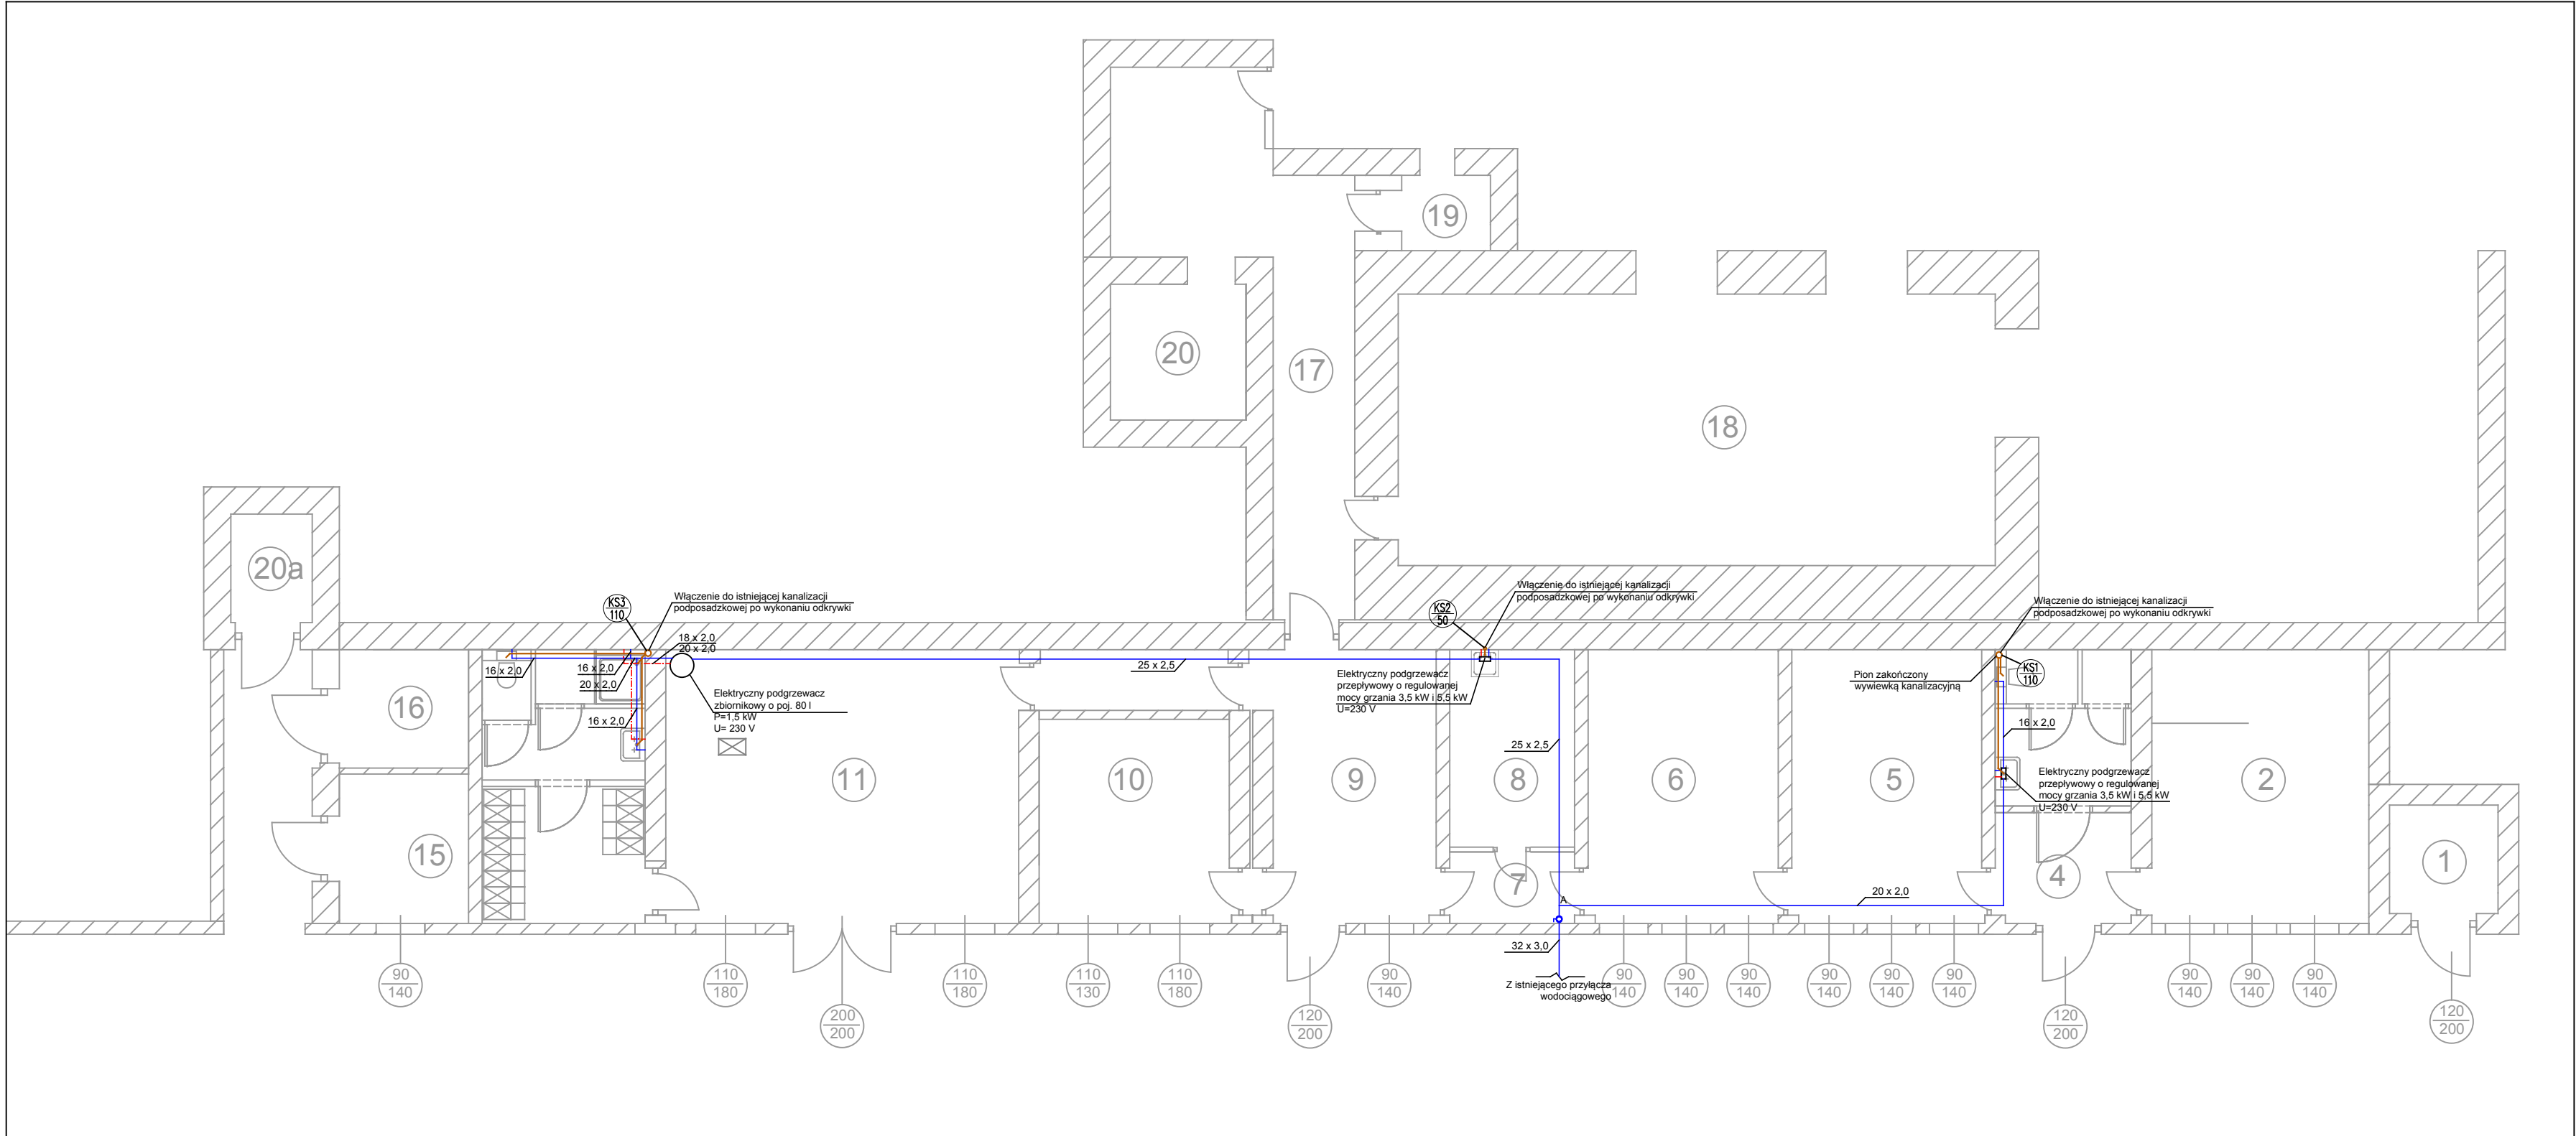 19
20
17
18
20a
KS3
110
Włączenie do istniejącej kanalizacji
podposadzkowej po wykonaniu odkrywki
KS2
50
Włączenie do istniejącej kanalizacji
podposadzkowej po wykonaniu odkrywki
Włączenie do istniejącej kanalizacji
podposadzkowej po wykonaniu odkrywki
18 x 2,0
20 x 2,0
16 x 2,0
16 x 2,0
20 x 2,0
16 x 2,0
25 x 2,5
Elektryczny podgrzewacz
zbiornikowy o poj. 80 l
P=1,5 kW
U= 230 V
Elektryczny podgrzewacz
przepływowy o regulowanej
mocy grzania 3,5 kW i 5,5 kW
U=230 V
Pion zakończony
wywiewką kanalizacyjną
KS1
110
16 x 2,0
25 x 2,5
Elektryczny podgrzewacz
przepływowy o regulowanej
mocy grzania 3,5 kW i 5,5 kW
U=230 V
16
11
10
9
8
6
5
2
15
7
4
1
20 x 2,0
A
32 x 3,0
Z istniejącego przyłącza
wodociągowego
90
140
110
180
110
180
110
130
110
180
90
140
90
140
90
140
90
140
90
140
90
140
90
140
90
140
90
140
90
140
200
200
120
200
120
200
120
200